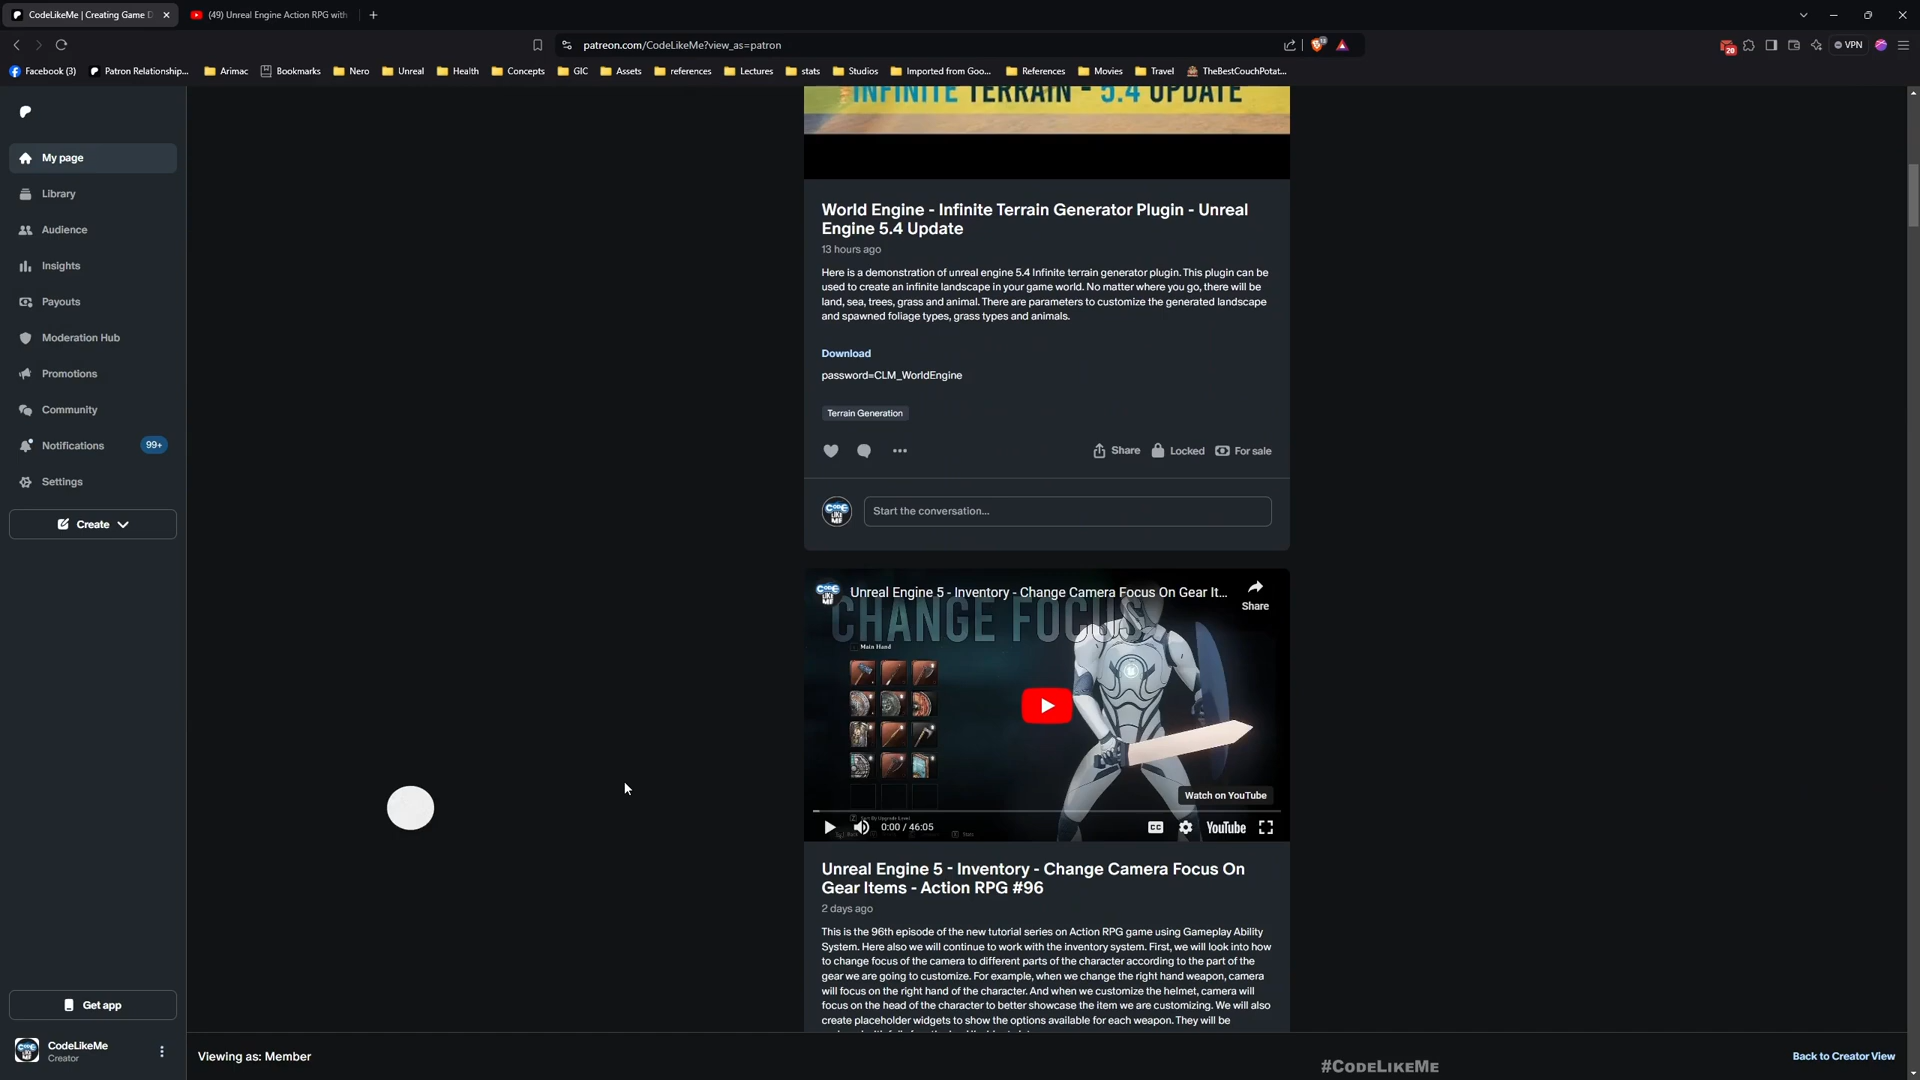 CodeLikeMe | Creating Game D
(49) Unreal Engine Action RPG with
patreon.com/CodeLikeMe?view_as=patron
20
VPN
Facebook (3)
Patron Relationship...
Arimac
Bookmarks
Nero
Unreal
Health
Concepts
GIC
Assets
references
Lectures
stats
Studios
Imported from Goo...
References
Movies
Travel
TheBestCouchPotat...
My page
Library
Audience
Insights
Payouts
Moderation Hub
Promotions
Community
Notifications
99+
Settings
Create
Get app
CodeLikeMe
Creator
INFINITE TERRAIN - 5.4 UPDATE
World Engine - Infinite Terrain Generator Plugin - Unreal
Engine 5.4 Update
13 hours ago
Here is a demonstration of unreal engine 5.4 Infinite terrain generator plugin. This plugin can be
used to create an infinite landscape in your game world. No matter where you go, there will be
land, sea, trees, grass and animal. There are parameters to customize the generated landscape
and spawned foliage types, grass types and animals.
Download
password=CLM_WorldEngine
Terrain Generation
Share
Locked
For sale
CODE LIKE ME
Start the conversation...
Unreal Engine 5 - Inventory - Change Camera Focus On Gear It...
Share
CHANGE FOCUS
Main Hand
Watch on YouTube
0:00 / 46:05
CC
YouTube
Unreal Engine 5 - Inventory - Change Camera Focus On
Gear Items - Action RPG #96
2 days ago
This is the 96th episode of the new tutorial series on Action RPG game using Gameplay Ability
System. Here also we will continue to work with the inventory system. First, we will look into how
to change focus of the camera to different parts of the character according to the part of the
gear we are going to customize. For example, when we change the right hand weapon, camera
will focus on the right hand of the character. And when we customize the helmet, camera will
focus on the head of the character to better showcase the item we are customizing. We will also
create placeholder widgets to show the options available for each weapon. They will be
Viewing as: Member
#CodeLikeMe
Back to Creator View